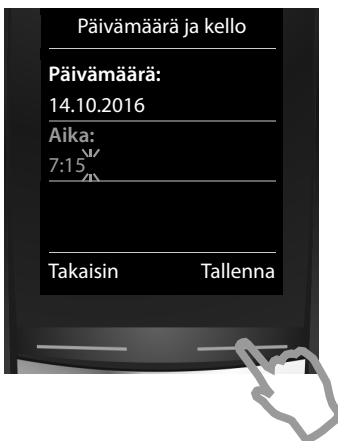 Päivämäärä ja kello
Päivämäärä:
14.10.2016
Aika:
7:15
Takaisin Tallenna